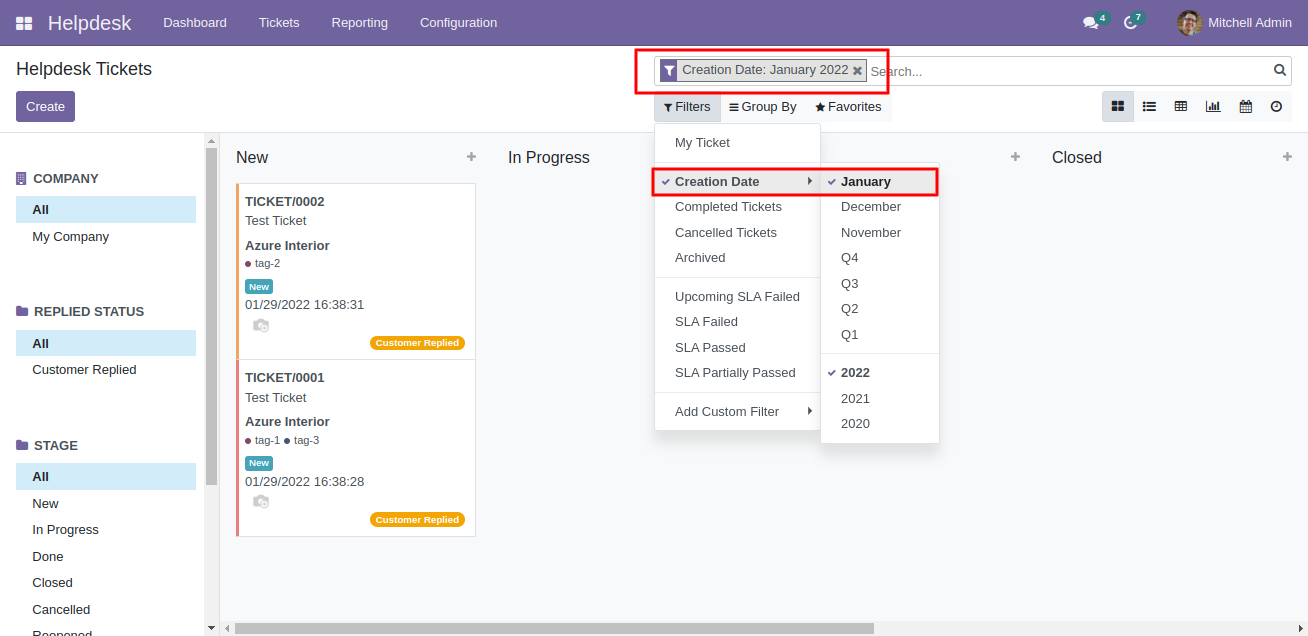 Helpdesk
Dashboard
Tickets
Reporting
Configuration
4
7
Mitchell Admin
Helpdesk Tickets
Creation Date: January 2022
Search...
Create
Filters
Group By
Favorites
COMPANY
All
My Company
REPLIED STATUS
All
Customer Replied
STAGE
All
New
In Progress
Done
Closed
Cancelled
Reopened
New
TICKET/0002
Test Ticket
Azure Interior
tag-2
New
01/29/2022 16:38:31
Customer Replied
TICKET/0001
Test Ticket
Azure Interior
tag-1 tag-3
New
01/29/2022 16:38:28
Customer Replied
In Progress
Closed
My Ticket
Creation Date
Completed Tickets
Cancelled Tickets
Archived
Upcoming SLA Failed
SLA Failed
SLA Passed
SLA Partially Passed
Add Custom Filter
January
December
November
Q4
Q3
Q2
Q1
2022
2021
2020